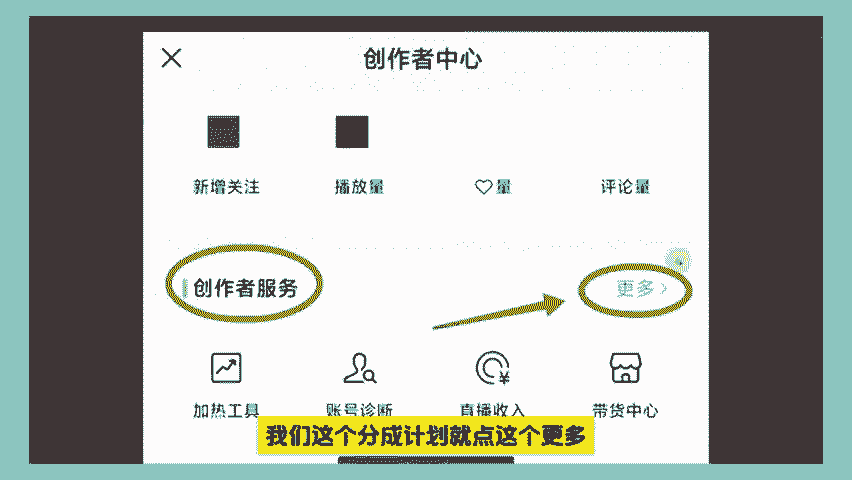 创作者中心
新增关注 播放量 ♡量 评论量
创作者服务 更多 >
加热工具 账号诊断 直播收入 带货中心
我们这个分成计划就点这个更多